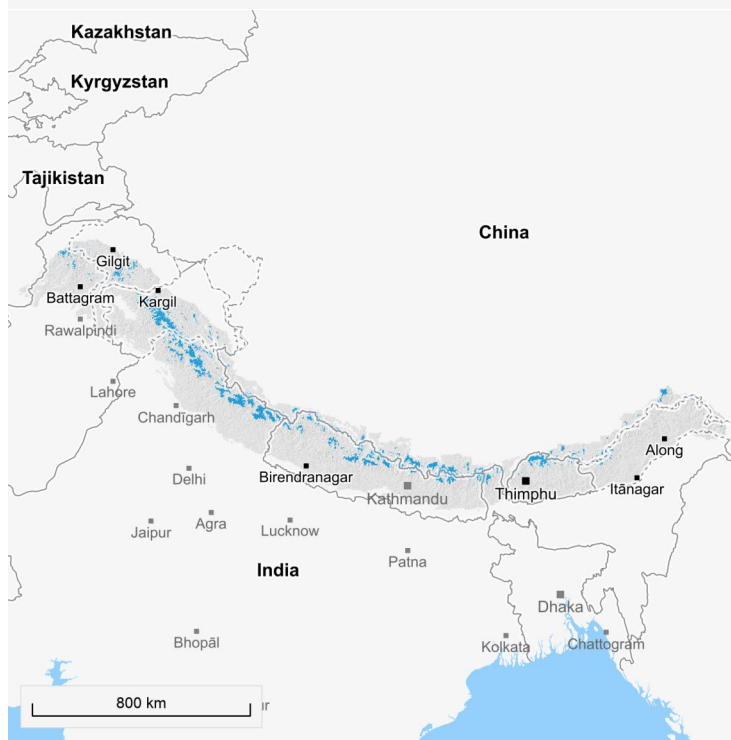 Kazakhstan
Kyrgyzstan
Tajikistan
China
Gilgit
Battagram
Kargil
Rawalpindi
Lahore
Chandīgarh
Along
Delhi
Birendranagar
Kathmandu
Thimphu
Itānagar
Jaipur
Agra
Lucknow
Patna
India
Dhaka
Bhopāl
Kolkata
Chattogram
800 km